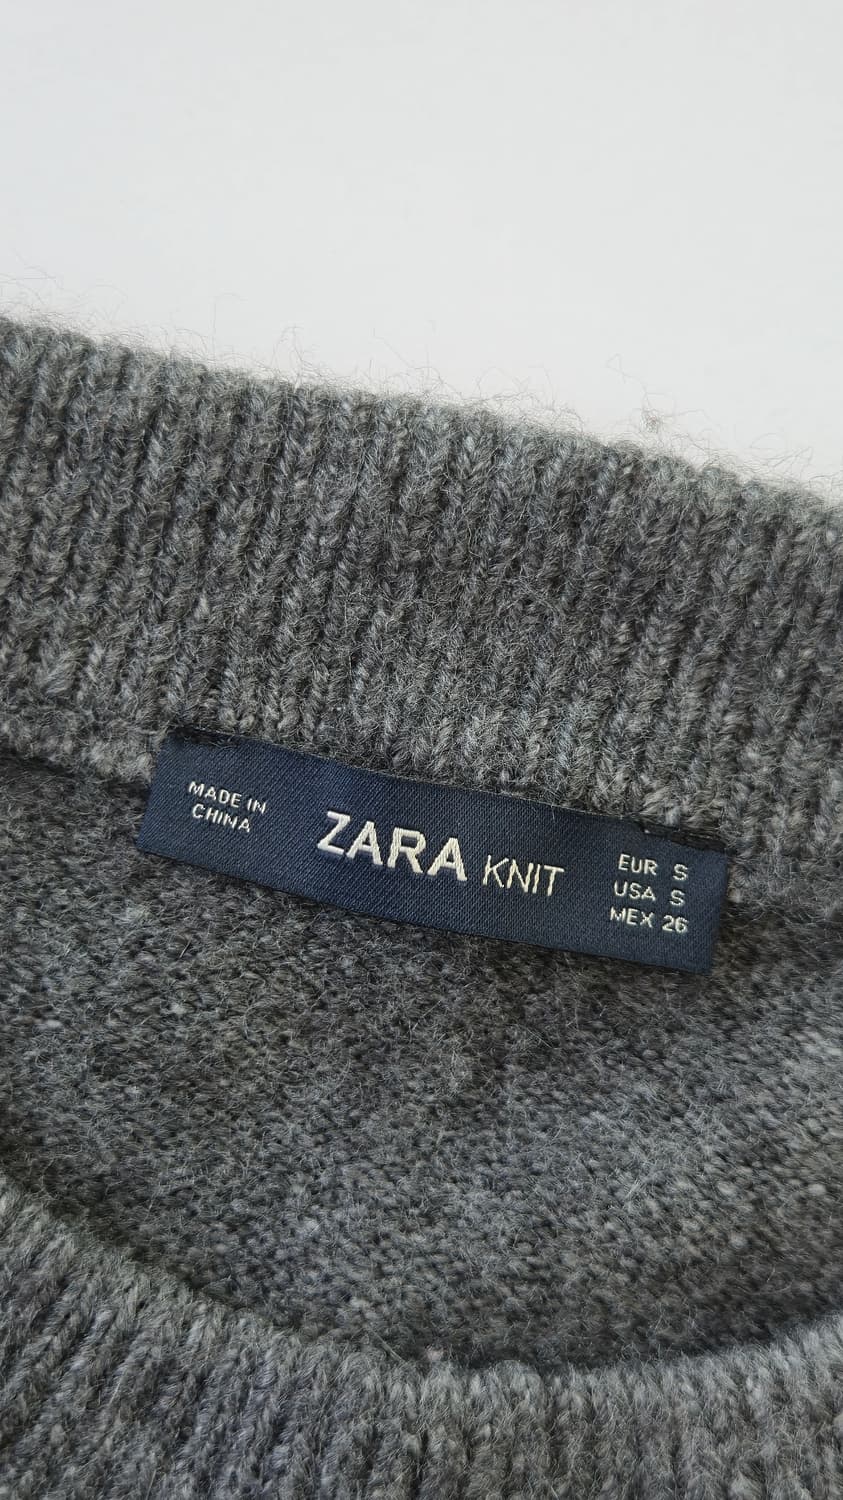 MADE IN
CHINA
ZARA KNIT
EUR S
USA S
MEX 26